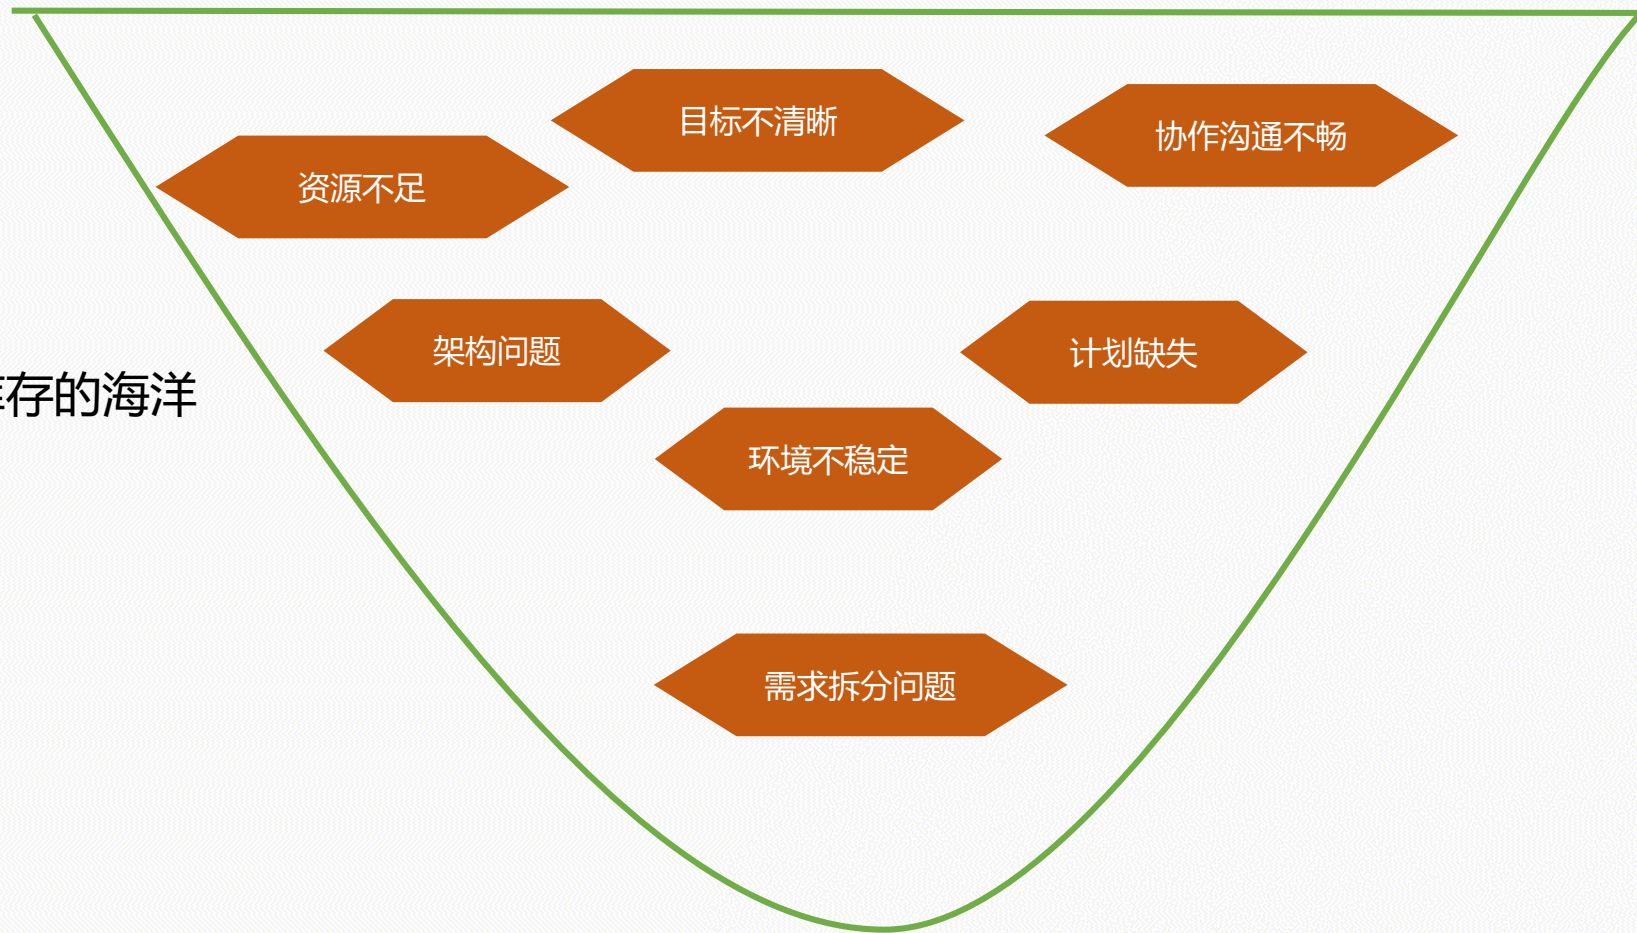 目标不清晰
协作沟通不畅
资源不足
架构问题
计划缺失
存的海洋
环境不稳定
需求拆分问题